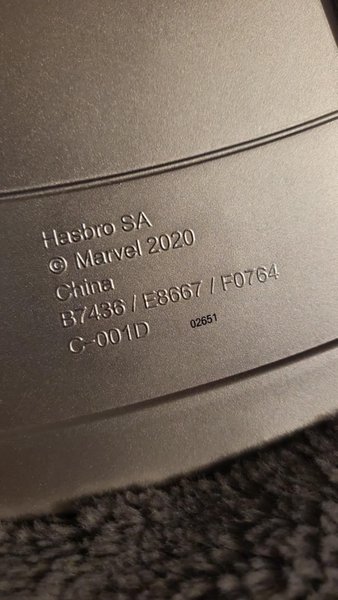 Hasbro SA
© Marvel 2020
China
B7436 / E8667 / F0764
C-001D 02651